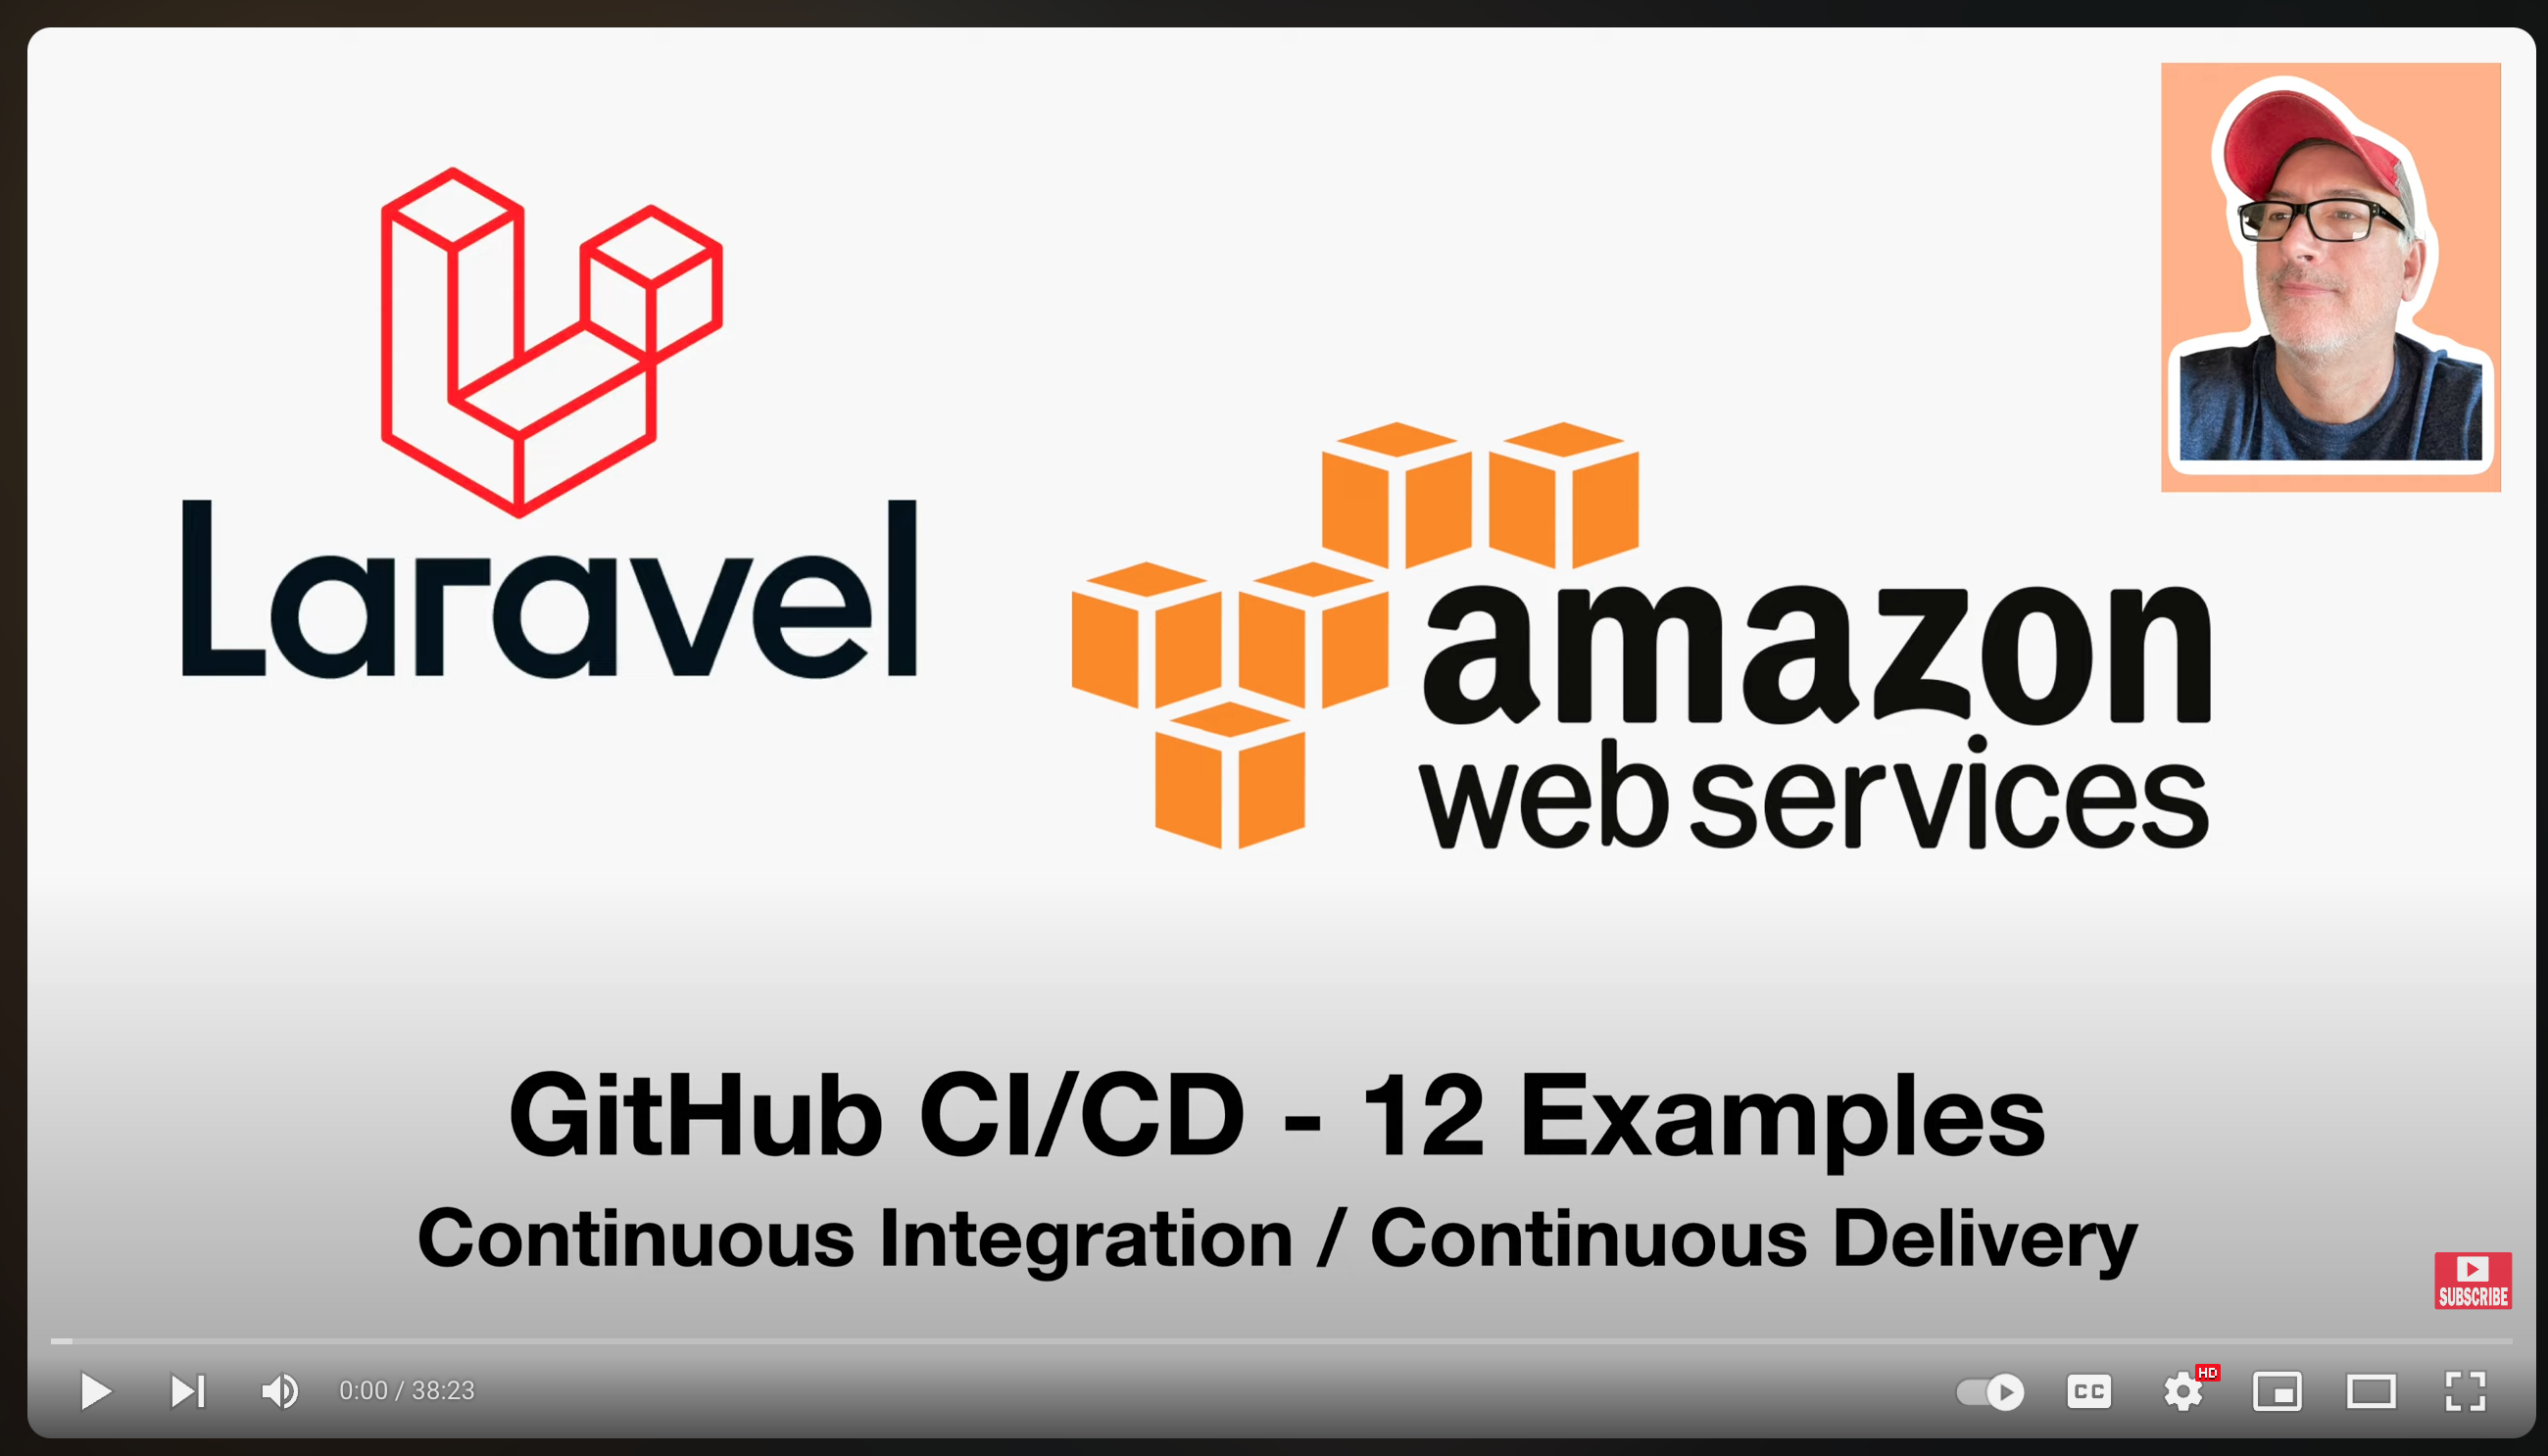 Laravel
amazon
web services
GitHub CI/CD - 12 Examples
Continuous Integration / Continuous Delivery
SUBSCRIBE
0:00 / 38:23
CC
HD